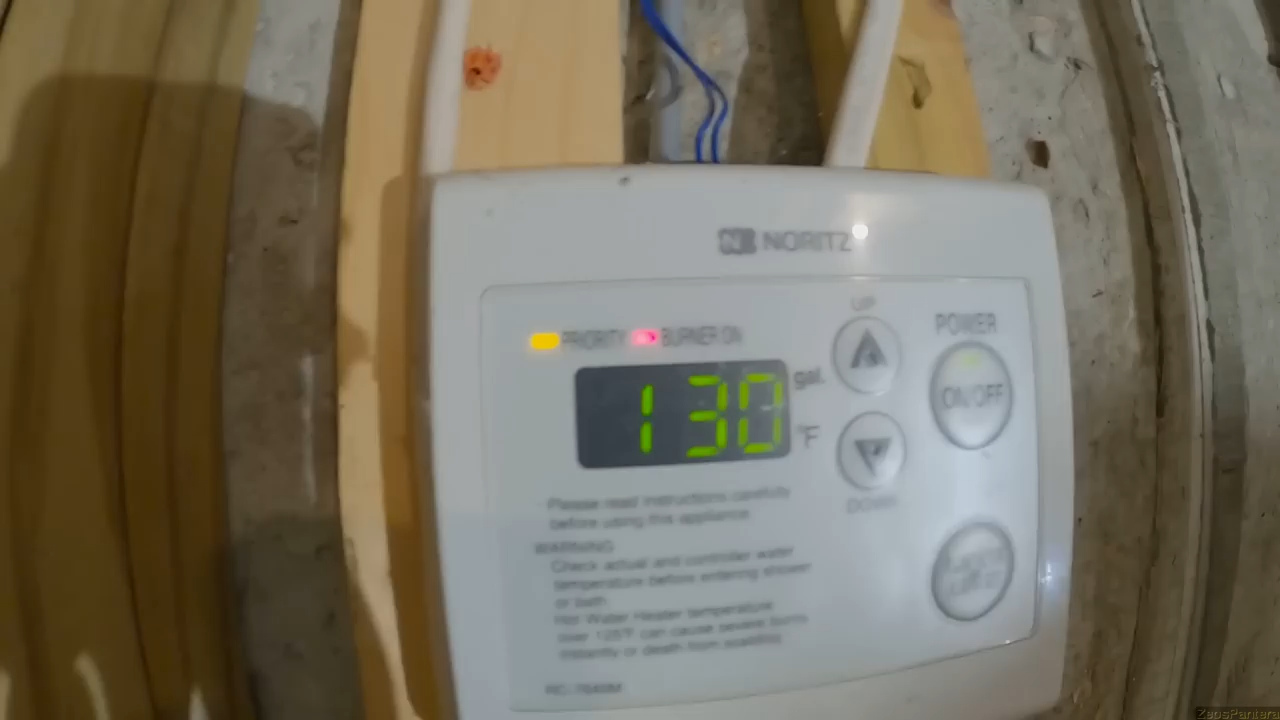 NORITZ
UP
POWER
PRIORITY BURNER ON
gal.
130
ON/OFF
°F
DOWN
Please read instructions carefully
before using this appliance.
WARNING
Check actual and controller water
temperature before entering shower
or bath.
Hot Water Heater temperature
over 125°F can cause severe burns
instantly or death from scalding.
ZepsPantera